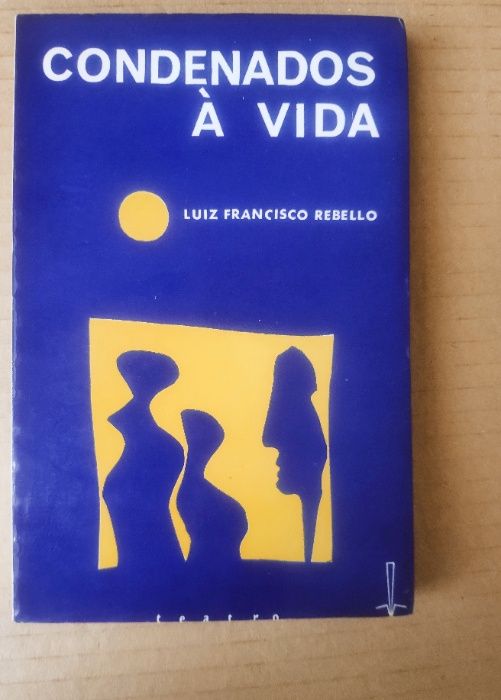 CONDENADOS
À VIDA
LUIZ FRANCISCO REBELLO
teatro